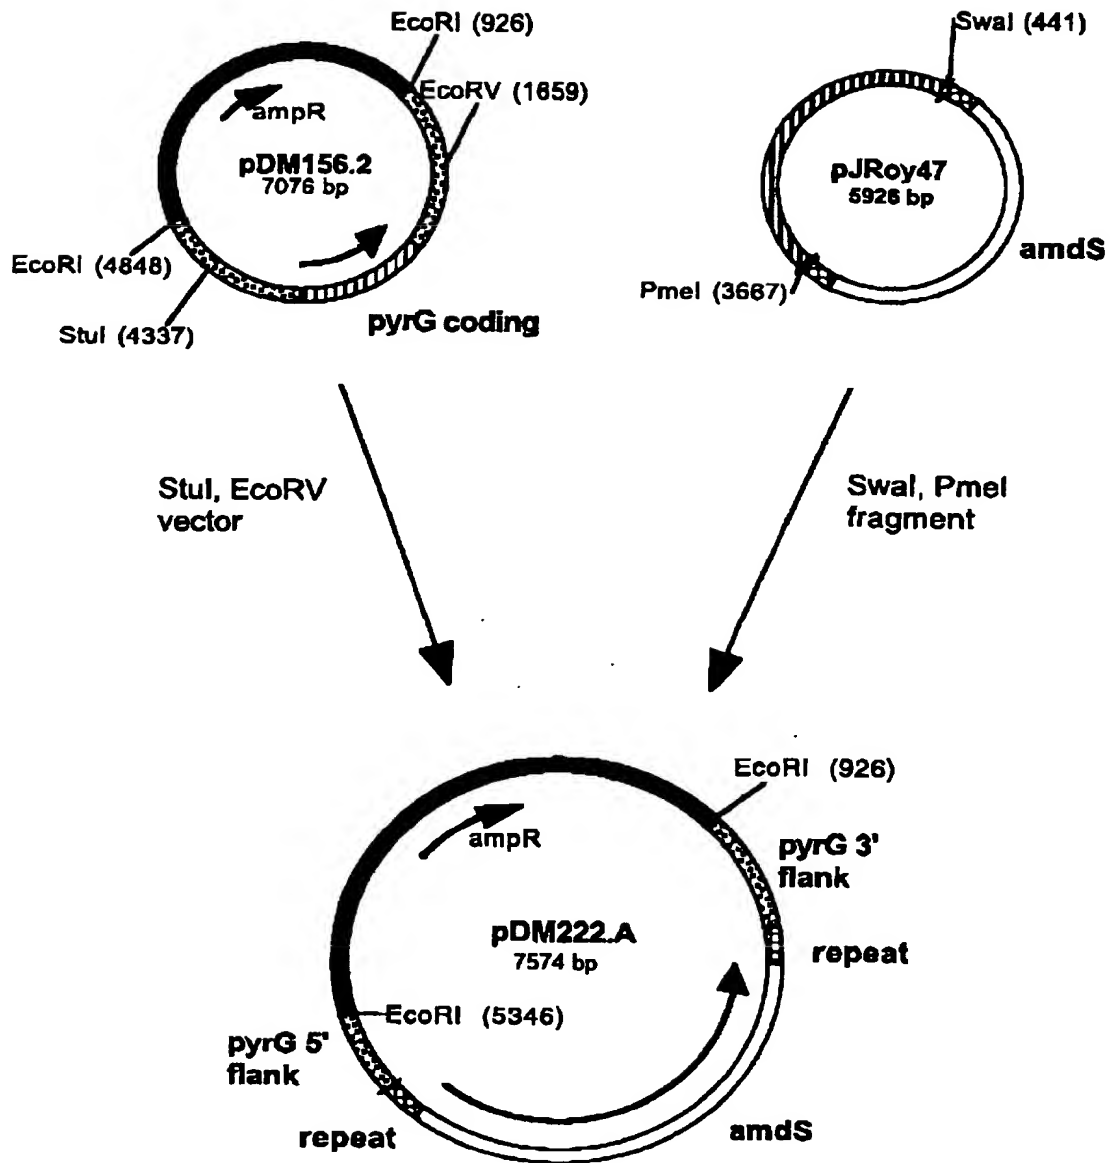 EcoRI (926)
SwaI (441)
EcoRV (1659)
ampR
pDM156.2
7076 bp
pJRoy47
5926 bp
amdS
EcoRI (4848)
PmeI (3667)
StuI (4337)
pyrG coding
StuI, EcoRV
vector
SwaI, PmeI
fragment
EcoRI (926)
ampR
pyrG 3'
flank
pDM222.A
7574 bp
repeat
EcoRI (5346)
pyrG 5'
flank
repeat
amdS